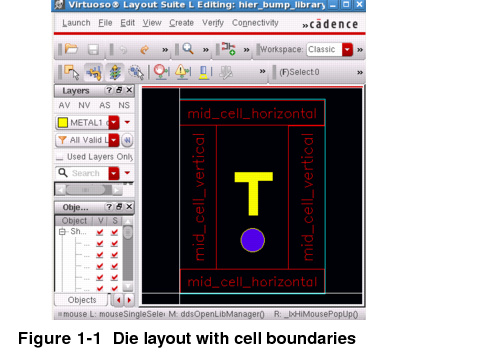 Virtuoso® Layout Suite L Editing: hier_bump_library
Launch File Edit View Create Verify Connectivity » cādence
» » Workspace: Classic »
» (F)Select:0 »
Layers
AV NV AS NS
METAL1
All Valid L
Used Layers Only
Search
Obje...
Object V S
Sh...
Objects
mid_cell_horizontal
mid_cell_vertical
mid_cell_vertical
T
mid_cell_horizontal
mouse L: mouseSingleSele M: ddsOpenLibManager() R: _lxHiMousePopUp()
Figure 1-1 Die layout with cell boundaries